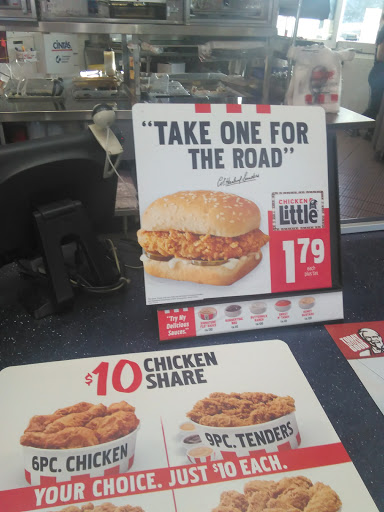 CINTAS
"TAKE ONE FOR
THE ROAD"
CHICKEN
Little
1.79
"Try My
Delicious
Sauces."
$10 CHICKEN
SHARE
6PC. CHICKEN
9PC. TENDERS
YOUR CHOICE. JUST $10 EACH.